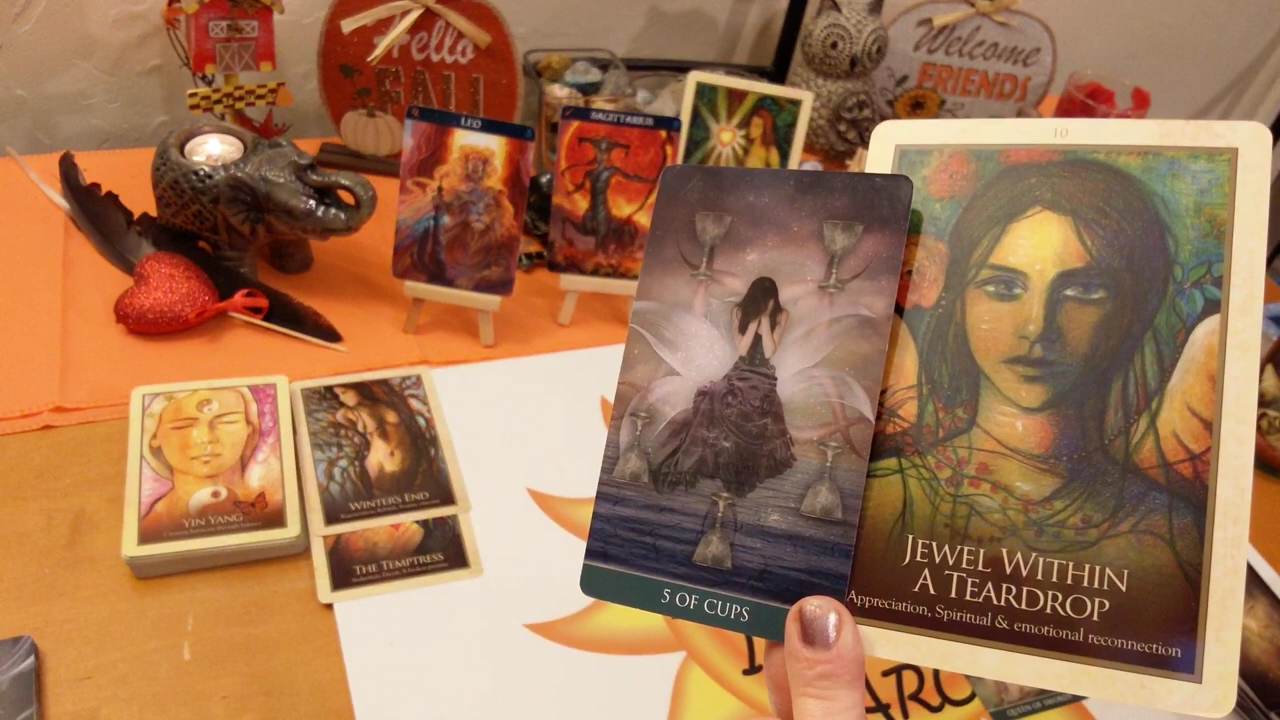 Hello
FALL
Welcome
FRIENDS
LEO
SAGITTARIUS
10
JEWEL WITHIN
A TEARDROP
Appreciation, Spiritual & emotional reconnection
5 OF CUPS
YIN YANG
WINTER'S END
THE TEMPTRESS